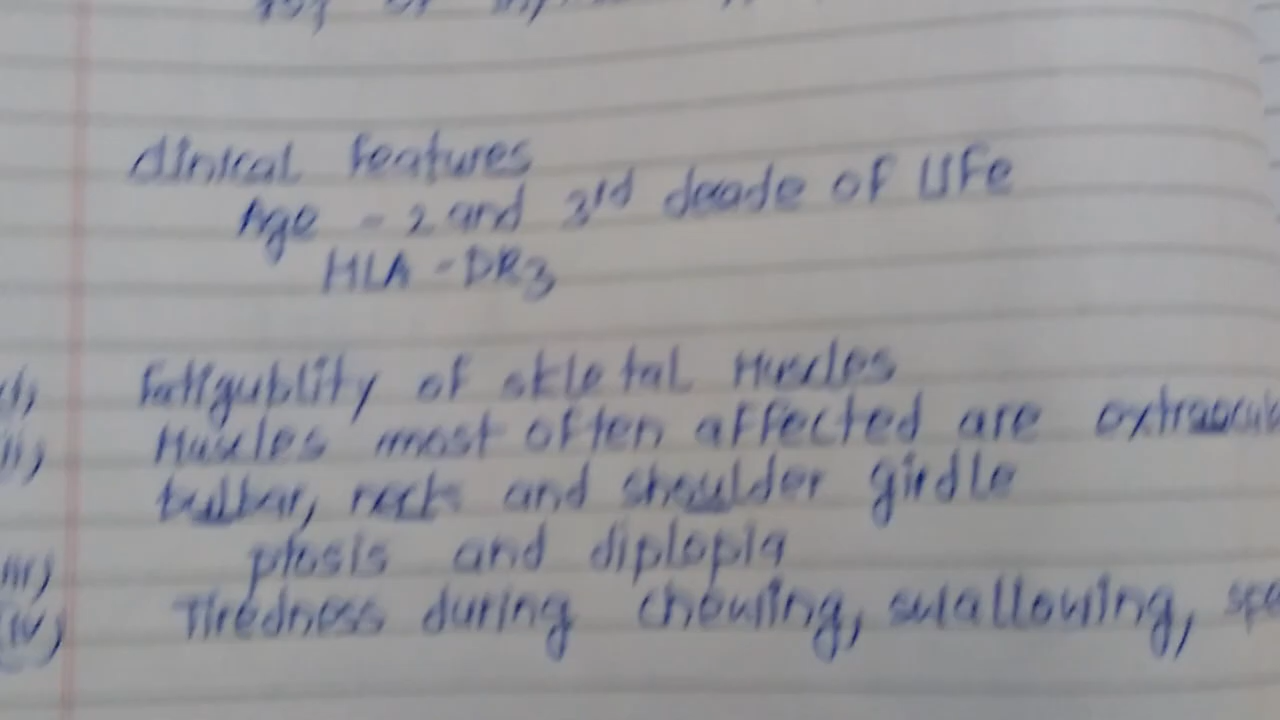 Clinical features
Age - 2 and 3rd decade of life
HLA - DR3
i) Fatigublity of skletal Muscles
ii) Muscles most often affected are
bulbar, neck and shoulder girdle
iii) ptosis and diplopia
iv) Tiredness during chewing, swallowing,